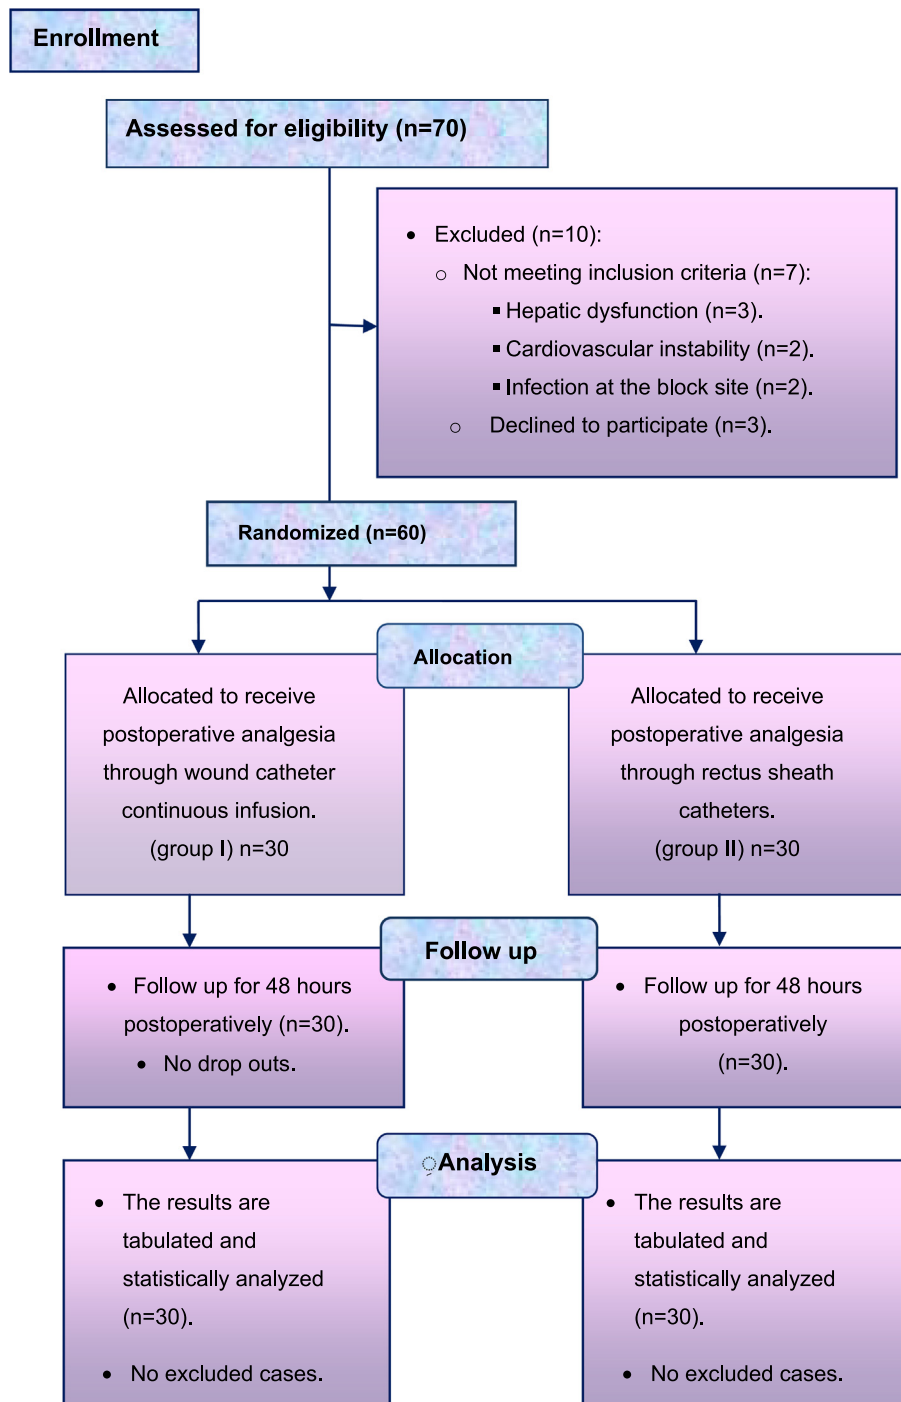 Enrollment
Assessed for eligibility (n=70)
• Excluded (n=10):
o Not meeting inclusion criteria (n=7):
▪ Hepatic dysfunction (n=3).
▪ Cardiovascular instability (n=2).
▪ Infection at the block site (n=2).
o Declined to participate (n=3).
Randomized (n=60)
Allocation
Allocated to receive
postoperative analgesia
through wound catheter
continuous infusion.
(group I) n=30
Allocated to receive
postoperative analgesia
through rectus sheath
catheters.
(group II) n=30
Follow up
• Follow up for 48 hours
postoperatively (n=30).
• No drop outs.
• Follow up for 48 hours
postoperatively
(n=30).
Analysis
• The results are
tabulated and
statistically analyzed
(n=30).
• No excluded cases.
• The results are
tabulated and
statistically analyzed
(n=30).
• No excluded cases.